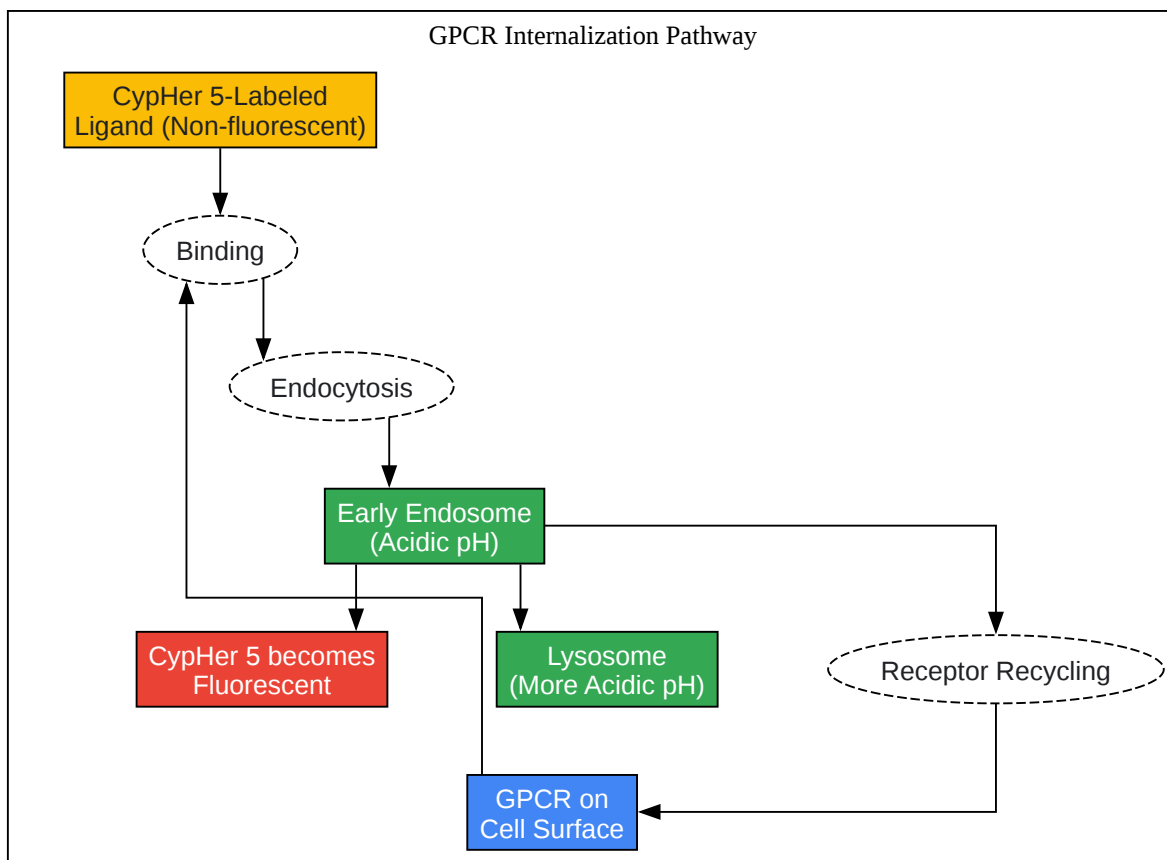 GPCR Internalization Pathway
CypHer 5-Labeled
Ligand (Non-fluorescent)
Binding
Endocytosis
Early Endosome
(Acidic pH)
CypHer 5 becomes
Fluorescent
Lysosome
(More Acidic pH)
Receptor Recycling
GPCR on
Cell Surface